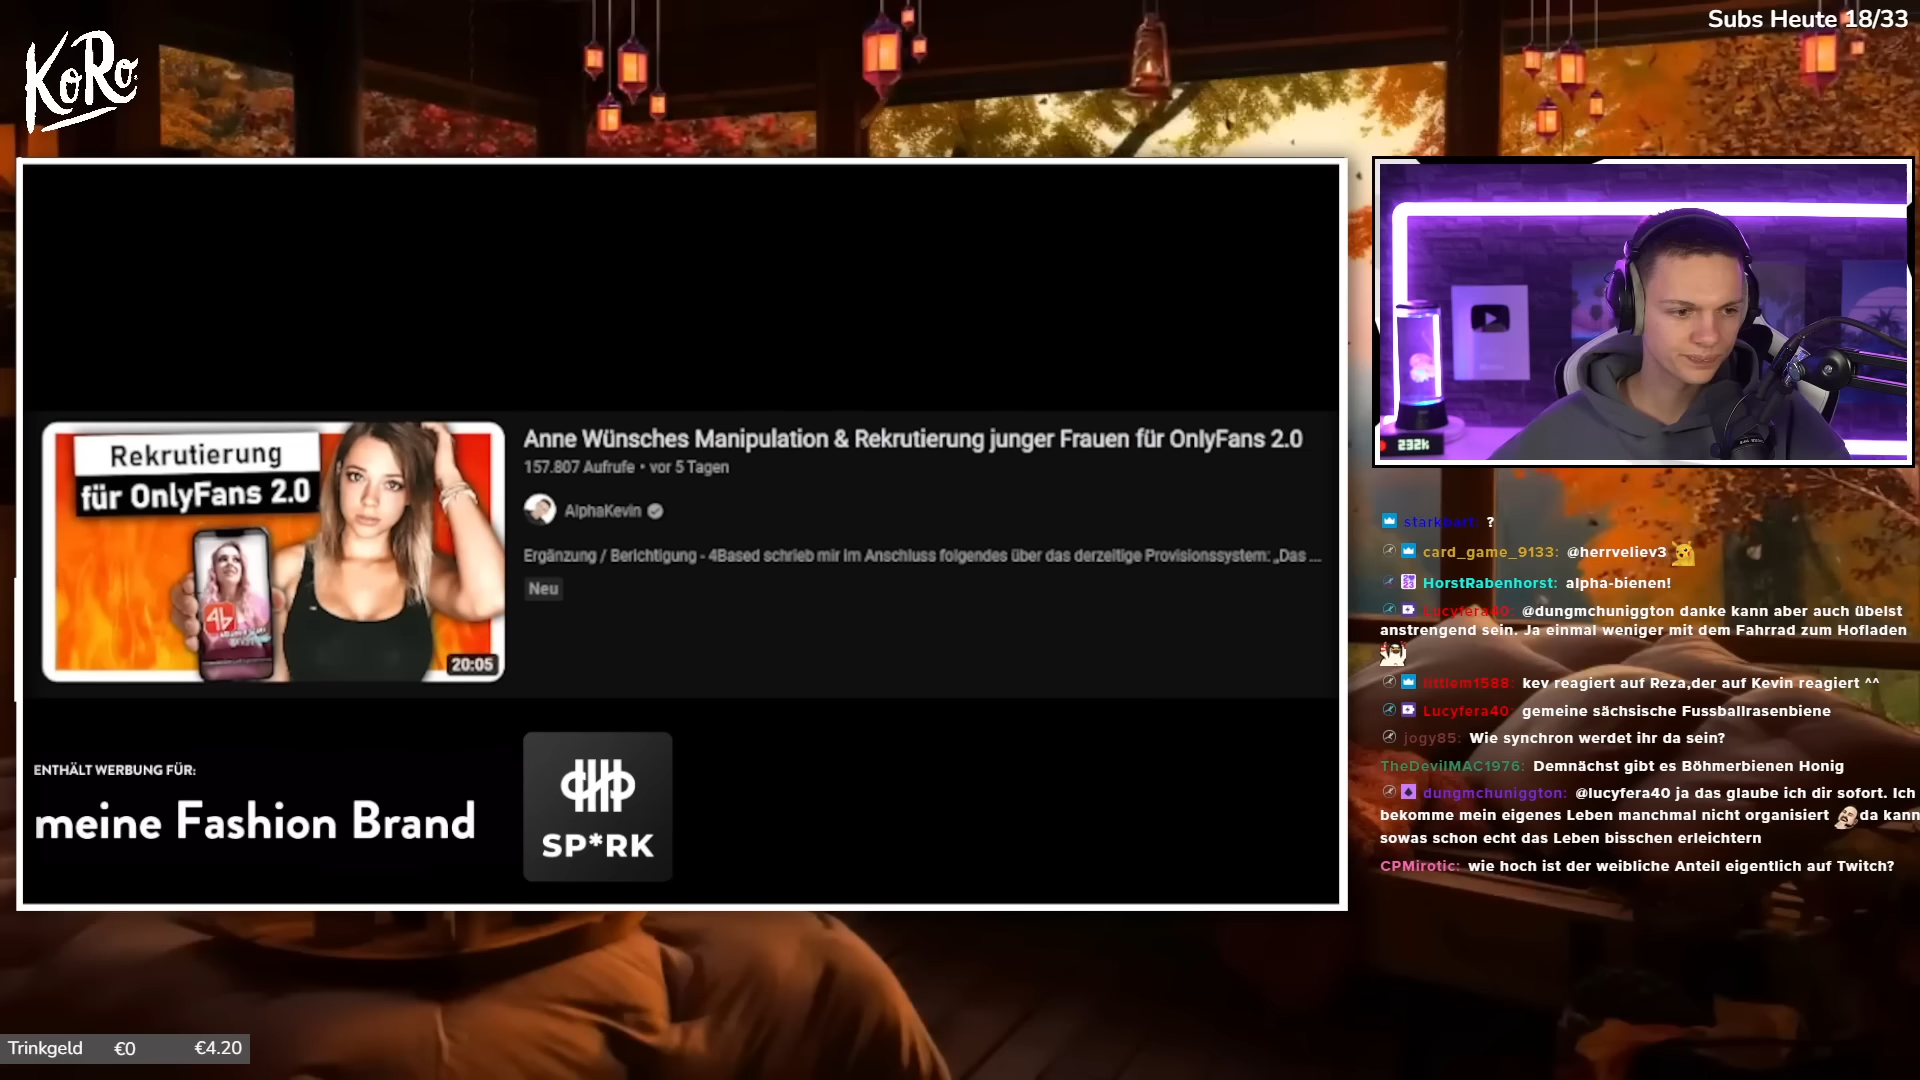 KoRo
Subs Heute 18/33
Rekrutierung
für OnlyFans 2.0
20:05
Anne Wünsches Manipulation & Rekrutierung junger Frauen für OnlyFans 2.0
157.807 Aufrufe • vor 5 Tagen
AlphaKevin
Ergänzung / Berichtigung - 4Based schrieb mir im Anschluss folgendes über das derzeitige Provisionssystem: „Das ...
Neu
ENTHÄLT WERBUNG FÜR:
meine Fashion Brand
SP*RK
232k
?
card_game_9133: @herrveliev3
HorstRabenhorst: alpha-bienen!
Lucyfera40: @dungmchuniggton danke kann aber auch übelst
anstrengend sein. Ja einmal weniger mit dem Fahrrad zum Hofladen
littlem1588: kev reagiert auf Reza,der auf Kevin reagiert ^^
Lucyfera40: gemeine sächsische Fussballrasenbiene
jogy85: Wie synchron werdet ihr da sein?
TheDevilMAC1976: Demnächst gibt es Böhmerbienen Honig
dungmchuniggton: @lucyfera40 ja das glaube ich dir sofort. Ich
bekomme mein eigenes Leben manchmal nicht organisiert da kann
sowas schon echt das Leben bisschen erleichtern
CPMirotic: wie hoch ist der weibliche Anteil eigentlich auf Twitch?
Trinkgeld €0 €4.20